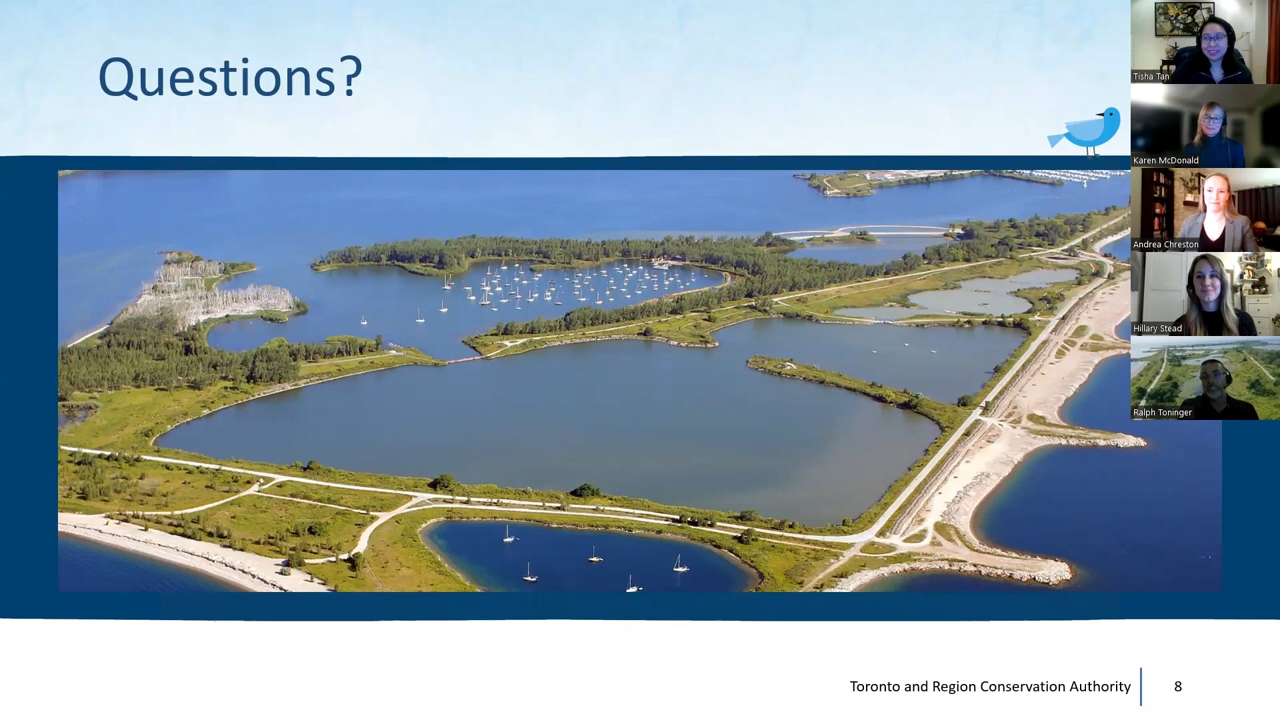 Questions?
Tisha Tan
Karen McDonald
Andrea Chreston
Hillary Stead
Ralph Toninger
Toronto and Region Conservation Authority
8